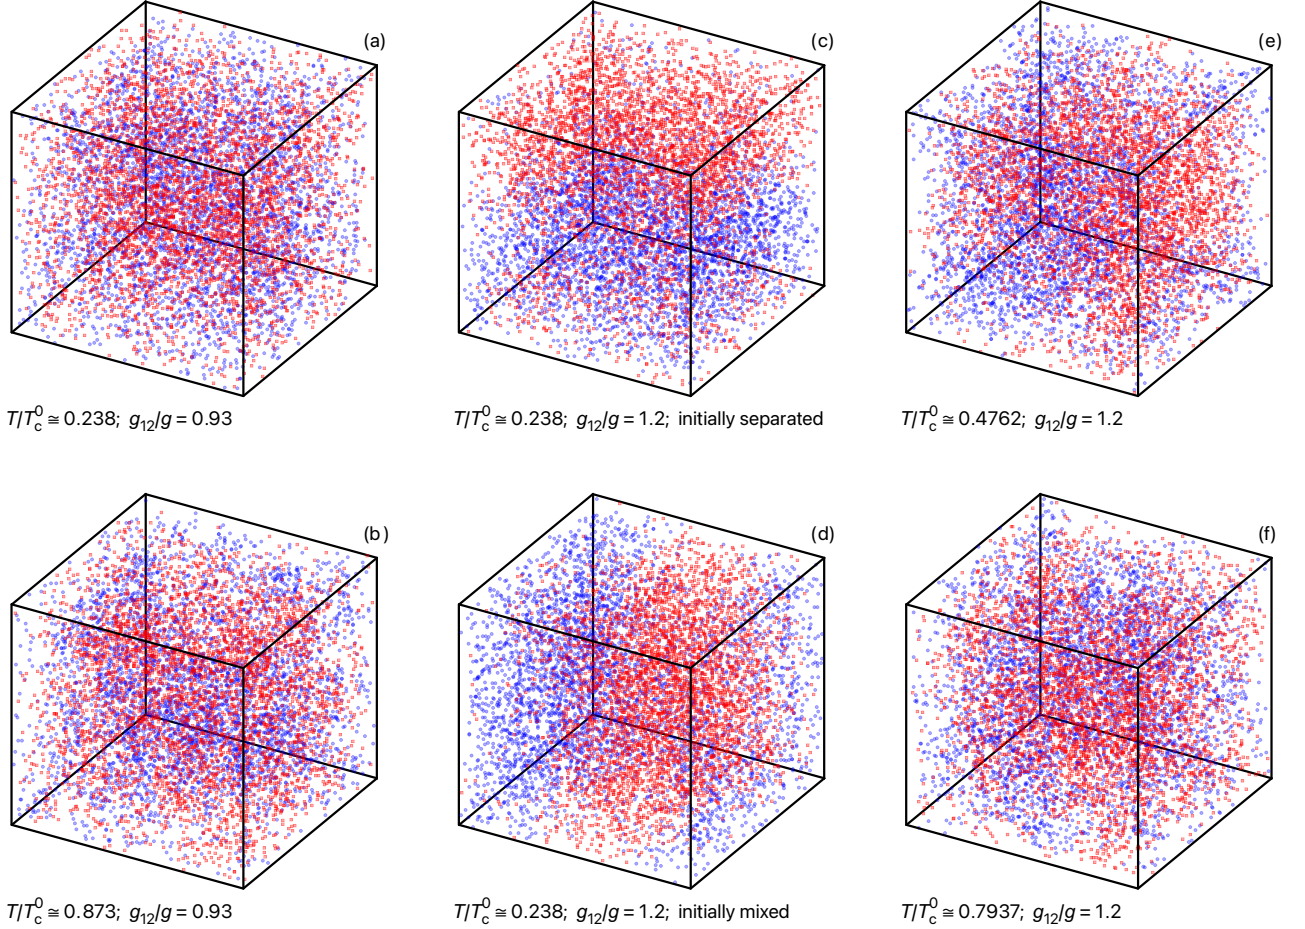 (a)
(c)
(e)
T/T_c^0 ≅ 0.238; g_12/g = 0.93
T/T_c^0 ≅ 0.238; g_12/g = 1.2; initially separated
T/T_c^0 ≅ 0.4762; g_12/g = 1.2
(b)
(d)
(f)
T/T_c^0 ≅ 0.873; g_12/g = 0.93
T/T_c^0 ≅ 0.238; g_12/g = 1.2; initially mixed
T/T_c^0 ≅ 0.7937; g_12/g = 1.2